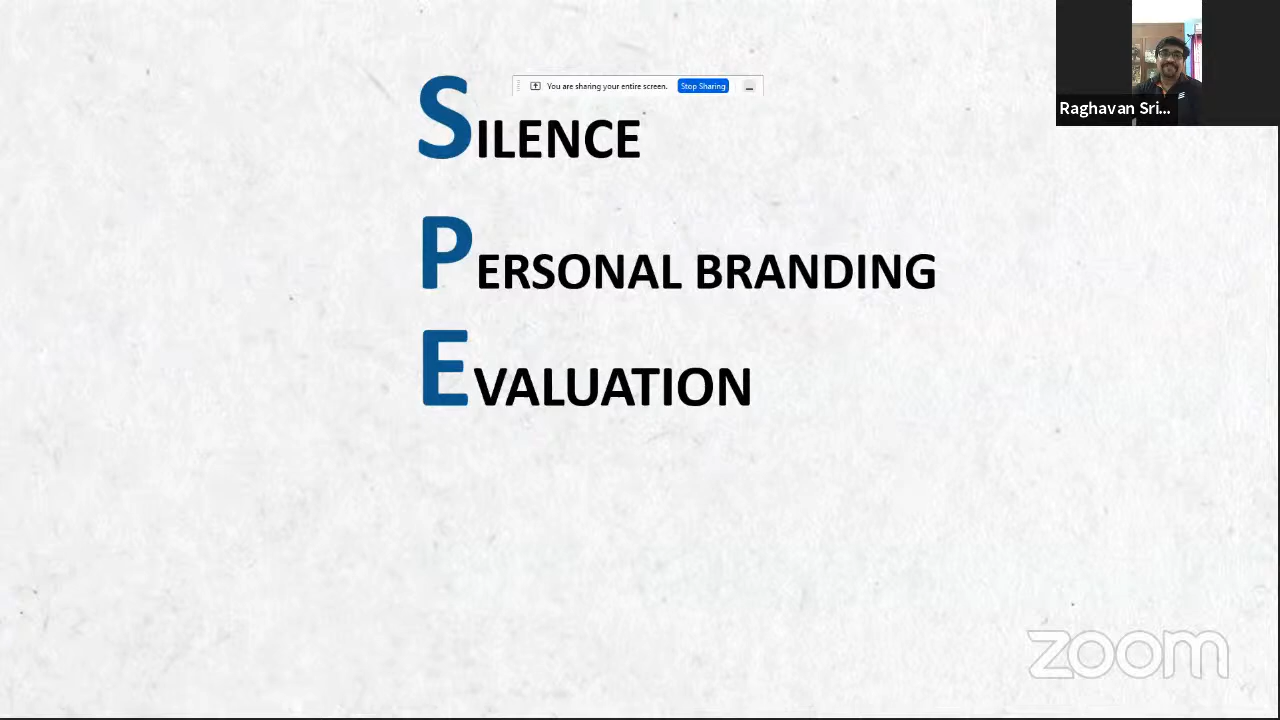 You are sharing your entire screen. Stop Sharing
SILENCE
PERSONAL BRANDING
EVALUATION
Raghavan Sri...
zoom